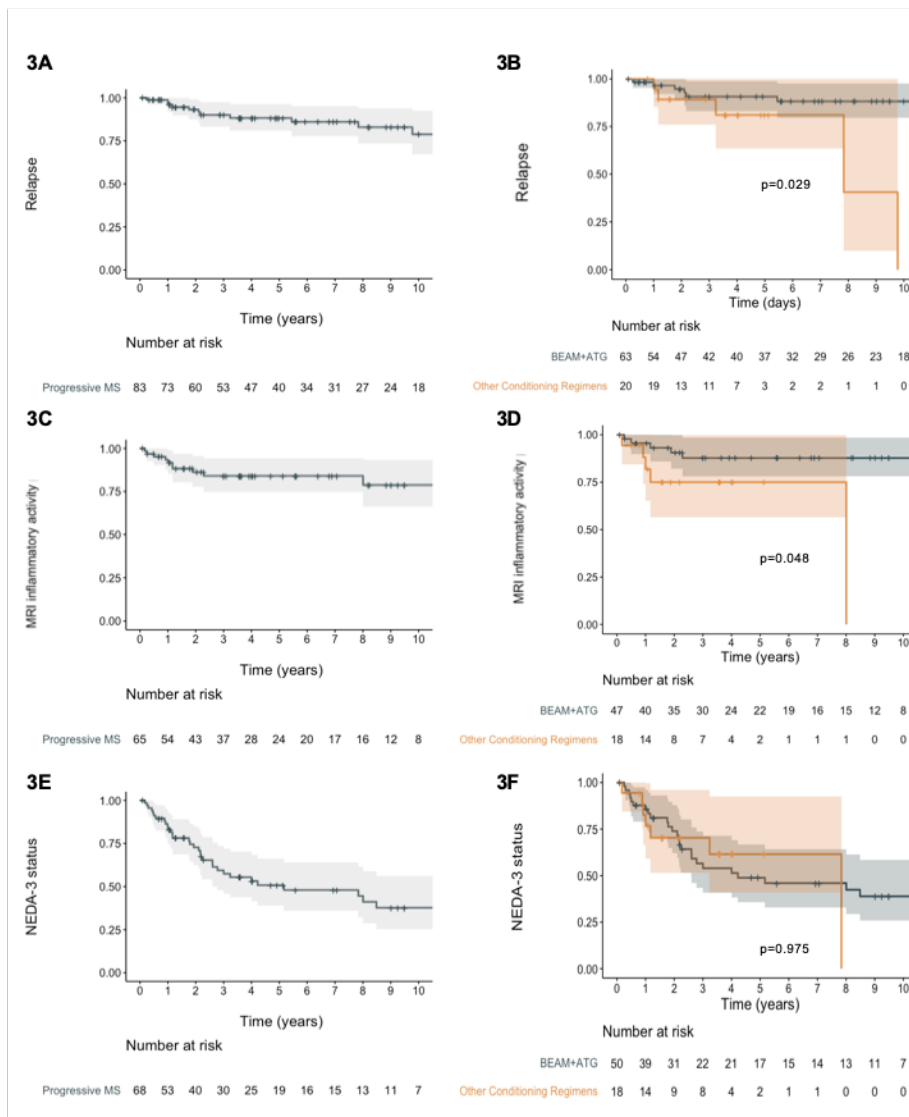 3A
Relapse
1.00
0.75
0.50
0.25
0.00
0 1 2 3 4 5 6 7 8 9 10
Time (years)
Number at risk
Progressive MS 83 73 60 53 47 40 34 31 27 24 18
3B
Relapse
1.00
0.75
0.50
0.25
0.00
p=0.029
0 1 2 3 4 5 6 7 8 9 10
Time (days)
Number at risk
BEAM+ATG 63 54 47 42 40 37 32 29 26 23 18
Other Conditioning Regimens 20 19 13 11 7 3 2 2 1 1 0
3C
MRI inflammatory activity
1.00
0.75
0.50
0.25
0.00
0 1 2 3 4 5 6 7 8 9 10
Time (years)
Number at risk
Progressive MS 65 54 43 37 28 24 20 17 16 12 8
3D
MRI inflammatory activity
1.00
0.75
0.50
0.25
0.00
p=0.048
0 1 2 3 4 5 6 7 8 9 10
Time (years)
Number at risk
BEAM+ATG 47 40 35 30 24 22 19 16 15 12 8
Other Conditioning Regimens 18 14 8 7 4 2 1 1 1 0 0
3E
NEDA-3 status
1.00
0.75
0.50
0.25
0.00
0 1 2 3 4 5 6 7 8 9 10
Time (years)
Number at risk
Progressive MS 68 53 40 30 25 19 16 15 13 11 7
3F
NEDA-3 status
1.00
0.75
0.50
0.25
0.00
p=0.975
0 1 2 3 4 5 6 7 8 9 10
Time (years)
Number at risk
BEAM+ATG 50 39 31 22 21 17 15 14 13 11 7
Other Conditioning Regimens 18 14 9 8 4 2 1 1 0 0 0